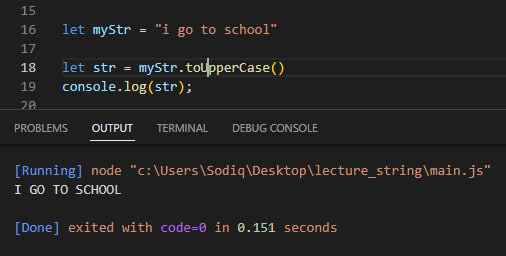 15
16 let myStr = "i go to school"
17
18 let str = myStr.toUpperCase()
19 console.log(str);
20
PROBLEMS OUTPUT TERMINAL DEBUG CONSOLE
[Running] node "c:\Users\Sodiq\Desktop\lecture_string\main.js"
I GO TO SCHOOL
[Done] exited with code=0 in 0.151 seconds